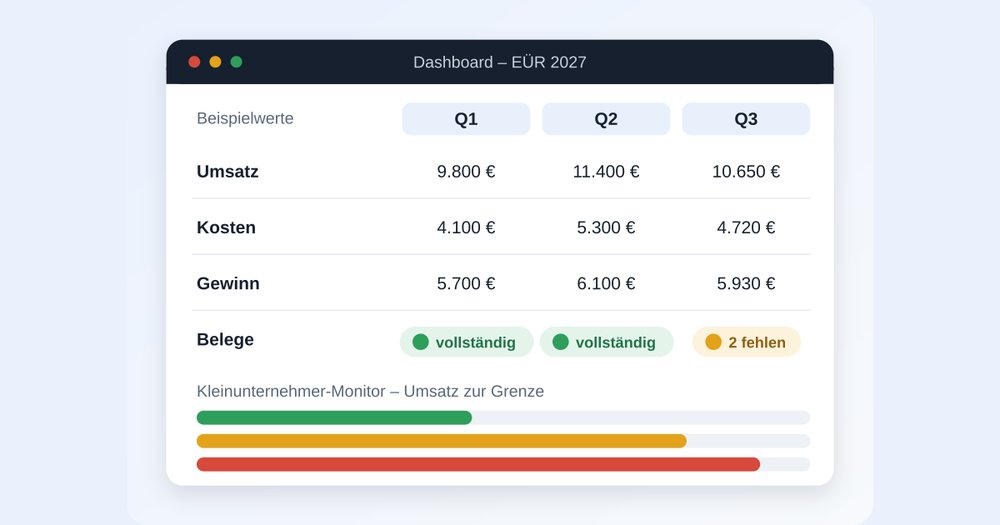 Dashboard – EÜR 2027
Beispielwerte Q1 Q2 Q3
Umsatz 9.800 € 11.400 € 10.650 €
Kosten 4.100 € 5.300 € 4.720 €
Gewinn 5.700 € 6.100 € 5.930 €
Belege vollständig vollständig 2 fehlen
Kleinunternehmer-Monitor – Umsatz zur Grenze